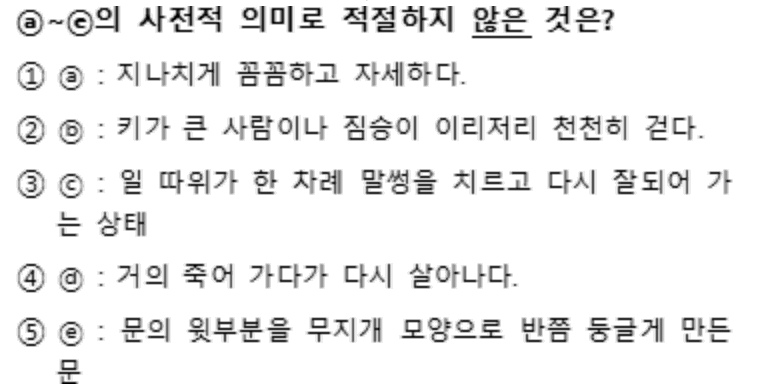 ⓐ~ⓔ의 사전적 의미로 적절하지 않은 것은?
① ⓐ : 지나치게 꼼꼼하고 자세하다.
② ⓑ : 키가 큰 사람이나 짐승이 이리저리 천천히 걷다.
③ ⓒ : 일 따위가 한 차례 말썽을 치르고 다시 잘되어 가
는 상태
④ ⓓ : 거의 죽어 가다가 다시 살아나다.
⑤ ⓔ : 문의 윗부분을 무지개 모양으로 반쯤 둥글게 만든
문